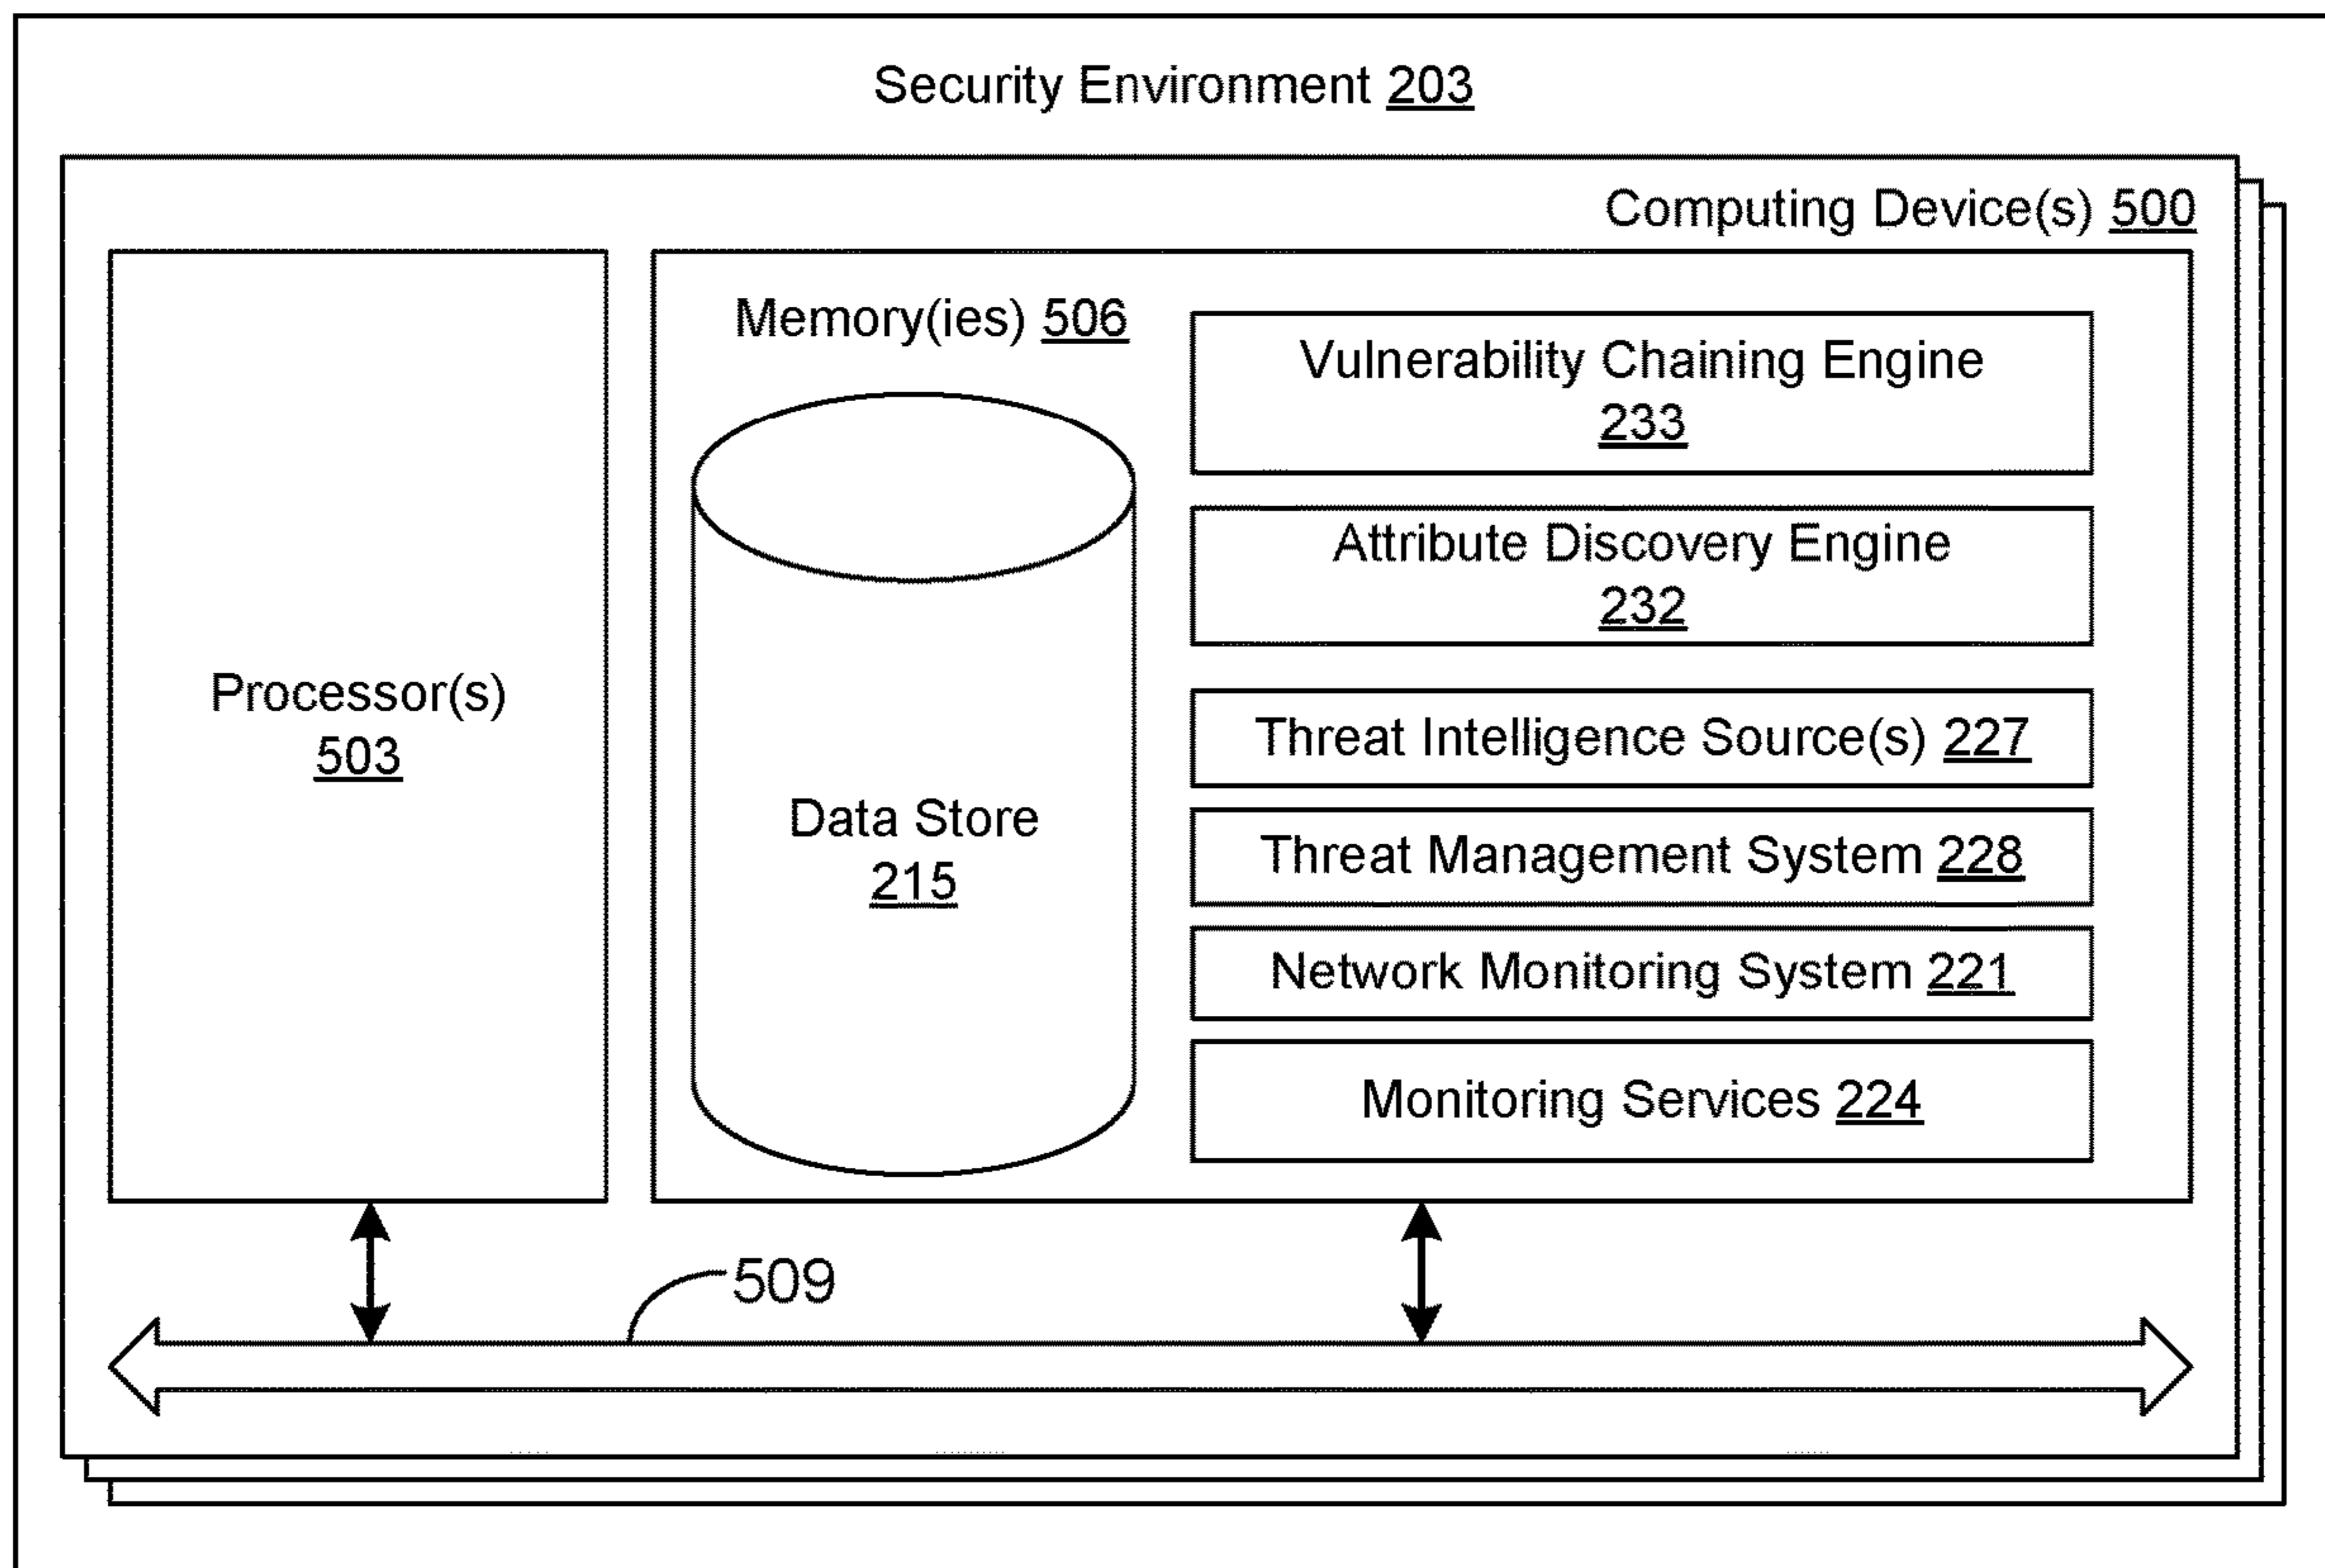 Security Environment 203
Computing Device(s) 500
Processor(s)
503
Memory(ies) 506
Data Store
215
Vulnerability Chaining Engine
233
Attribute Discovery Engine
232
Threat Intelligence Source(s) 227
Threat Management System 228
Network Monitoring System 221
Monitoring Services 224
509